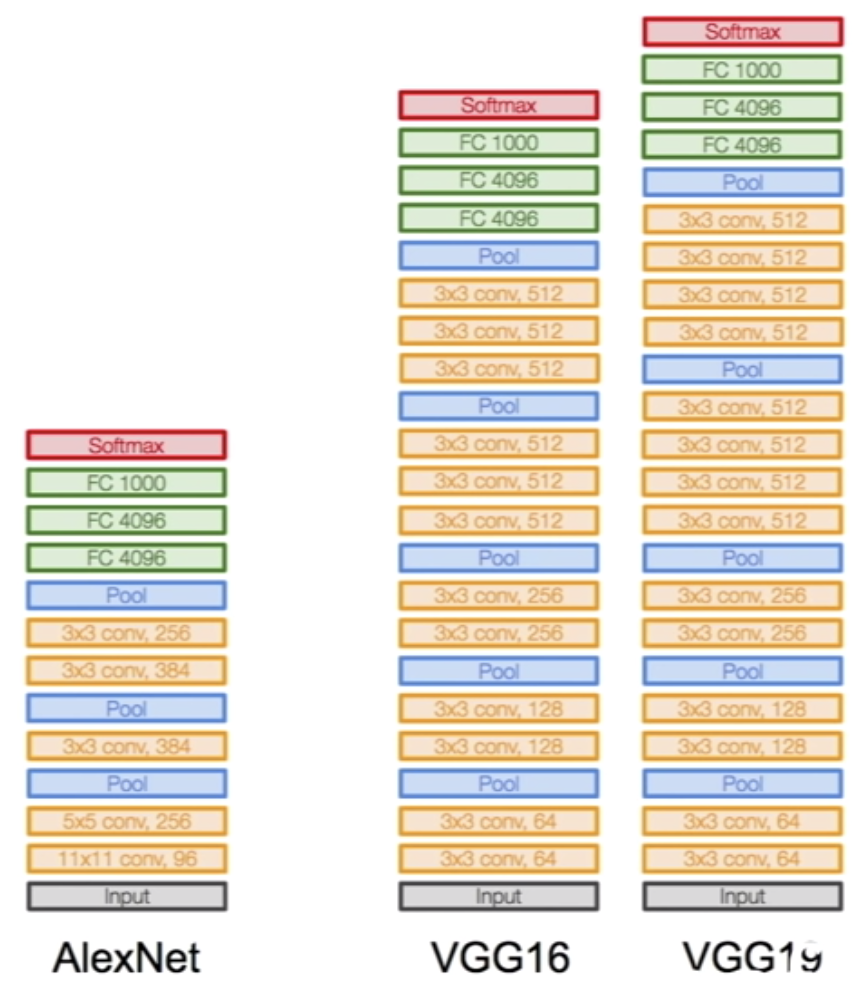 Softmax
FC 1000
FC 4096
FC 4096
Pool
3x3 conv, 256
3x3 conv, 384
Pool
3x3 conv, 384
Pool
5x5 conv, 256
11x11 conv, 96
Input
AlexNet
Softmax
FC 1000
FC 4096
FC 4096
Pool
3x3 conv, 512
3x3 conv, 512
3x3 conv, 512
Pool
3x3 conv, 512
3x3 conv, 512
3x3 conv, 512
Pool
3x3 conv, 256
3x3 conv, 256
Pool
3x3 conv, 128
3x3 conv, 128
Pool
3x3 conv, 64
3x3 conv, 64
Input
VGG16
Softmax
FC 1000
FC 4096
FC 4096
Pool
3x3 conv, 512
3x3 conv, 512
3x3 conv, 512
3x3 conv, 512
Pool
3x3 conv, 512
3x3 conv, 512
3x3 conv, 512
3x3 conv, 512
Pool
3x3 conv, 256
3x3 conv, 256
Pool
3x3 conv, 128
3x3 conv, 128
Pool
3x3 conv, 64
3x3 conv, 64
Input
VGG19